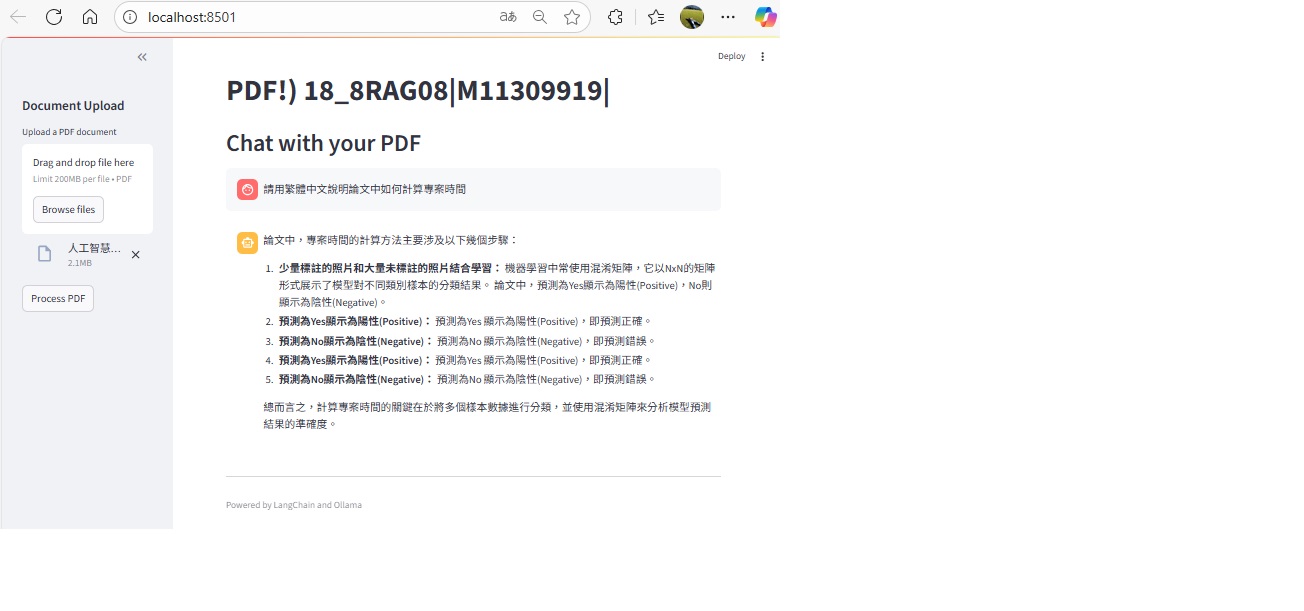 localhost:8501
aあ
Deploy
Document Upload
Upload a PDF document
Drag and drop file here
Limit 200MB per file • PDF
Browse files
人工智慧...
2.1MB
Process PDF
PDF!) 18_8RAG08|M11309919|
Chat with your PDF
請用繁體中文說明論文中如何計算專案時間
論文中，專案時間的計算方法主要涉及以下幾個步驟：
1. 少量標註的照片和大量未標註的照片結合學習： 機器學習中常使用混淆矩陣，它以NxN的矩陣
形式展示了模型對不同類別樣本的分類結果。 論文中，預測為Yes顯示為陽性(Positive)，No則
顯示為陰性(Negative)。
2. 預測為Yes顯示為陽性(Positive)： 預測為Yes 顯示為陽性(Positive)，即預測正確。
3. 預測為No顯示為陰性(Negative)： 預測為No 顯示為陰性(Negative)，即預測錯誤。
4. 預測為Yes顯示為陽性(Positive)： 預測為Yes 顯示為陽性(Positive)，即預測正確。
5. 預測為No顯示為陰性(Negative)： 預測為No 顯示為陰性(Negative)，即預測錯誤。
總而言之，計算專案時間的關鍵在於將多個樣本數據進行分類，並使用混淆矩陣來分析模型預測
結果的準確度。
Powered by LangChain and Ollama